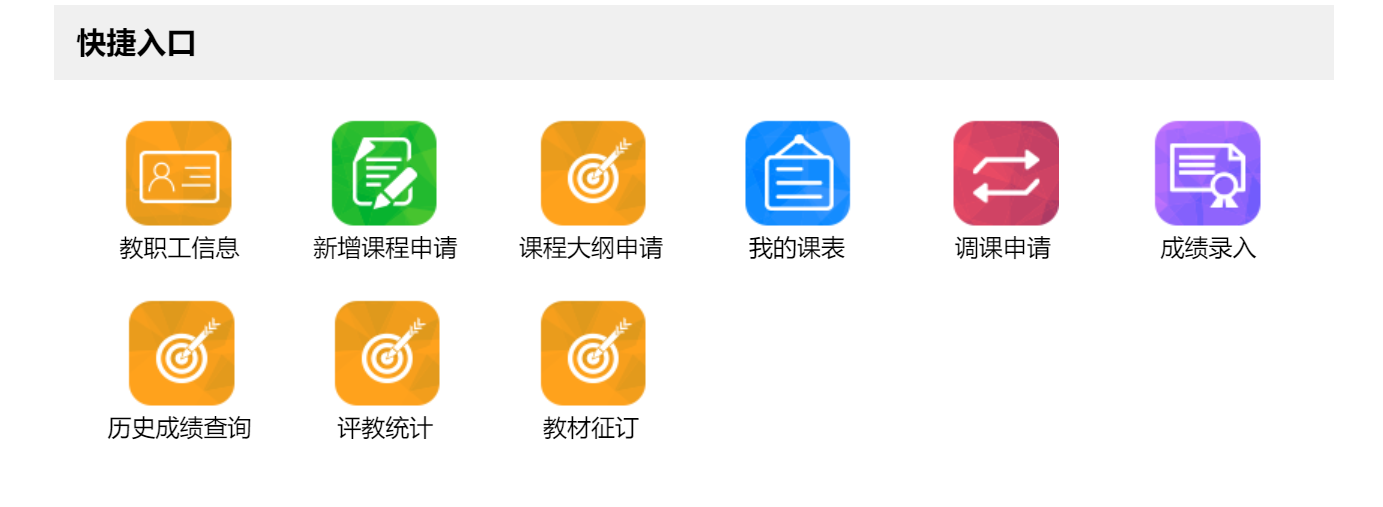 快捷入口
教职工信息
新增课程申请
课程大纲申请
我的课表
调课申请
成绩录入
历史成绩查询
评教统计
教材征订